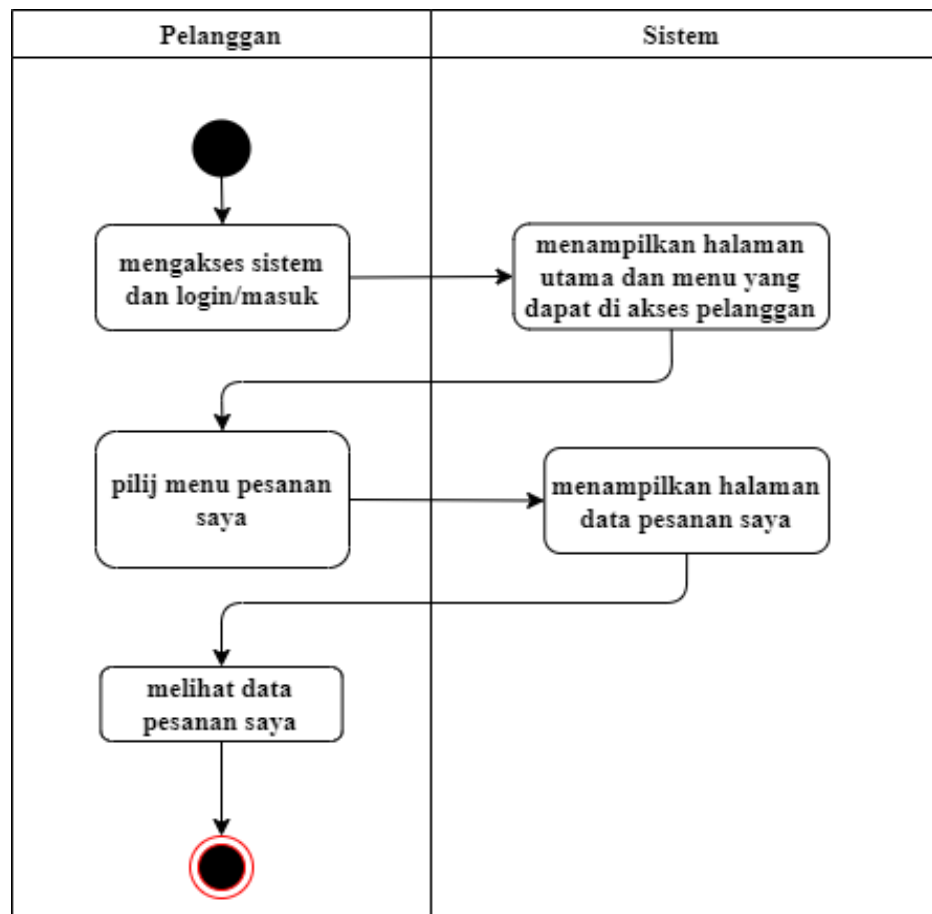 Pelanggan
Sistem
mengakses sistem
dan login/masuk
menampilkan halaman
utama dan menu yang
dapat di akses pelanggan
pilij menu pesanan
saya
menampilkan halaman
data pesanan saya
melihat data
pesanan saya